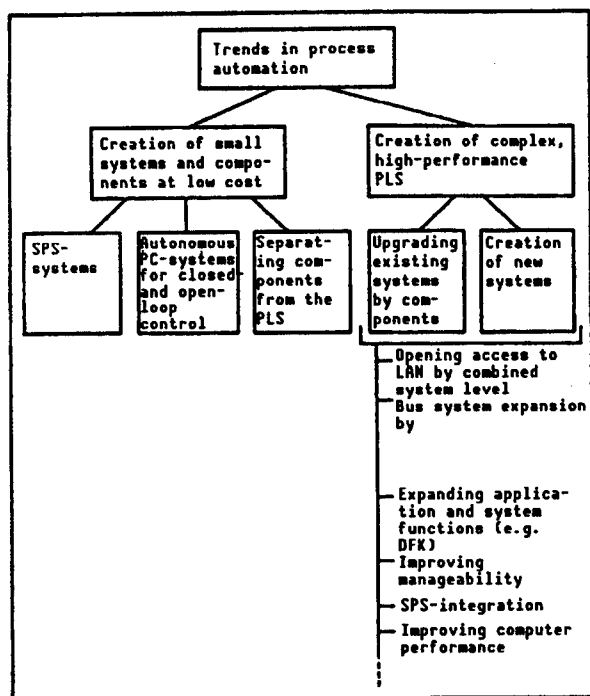 Trends in process
automation
Creation of small
systems and compo-
nents at low cost
Creation of complex,
high-performance
PLS
SPS-
systems
Autonomous
PC-systems
for closed-
and open-
loop
control
Separat-
ing com-
ponents
from the
PLS
Upgrading
existing
systems
by com-
ponents
Creation
of new
systems
Opening access to
LAN by combined
system level
Bus system expansion
by
Expanding applica-
tion and system
functions (e.g.
DFK)
Improving
manageability
SPS-integration
Improving computer
performance